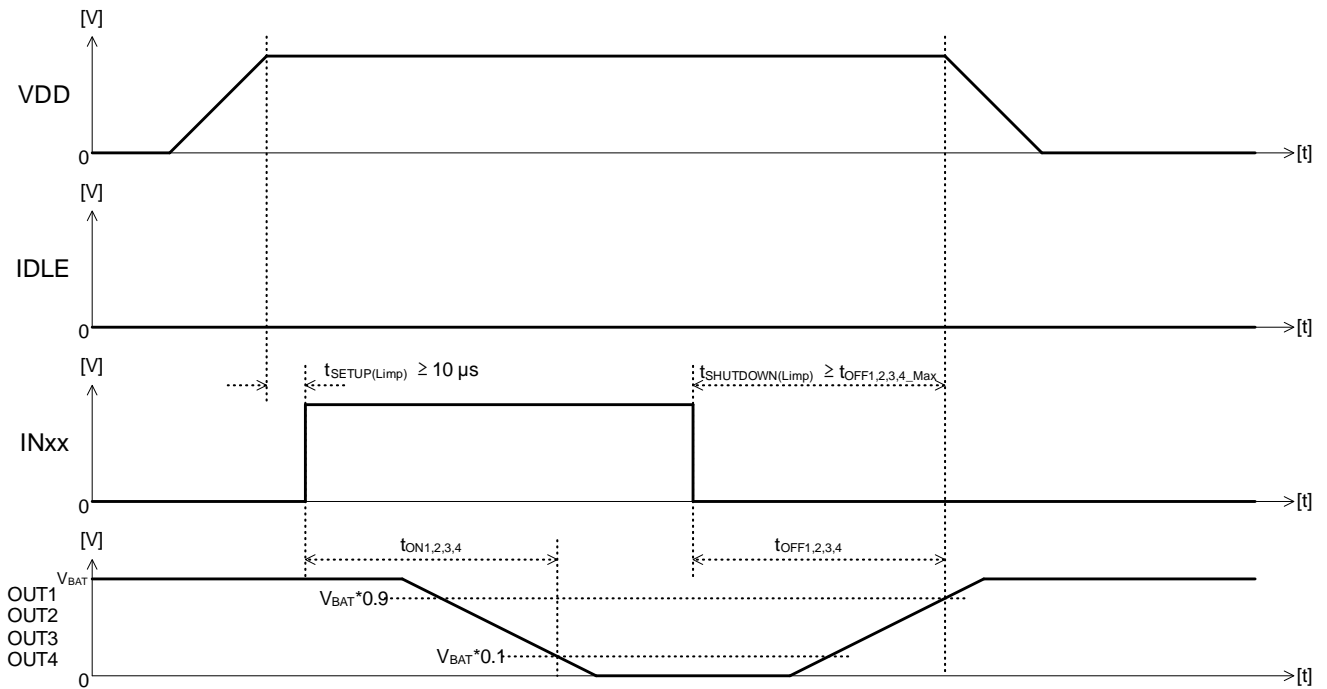 [V]
VDD
0
[t]
[V]
IDLE
0
[t]
[V]
tSETUP(Limp) ≥ 10 µs
tSHUTDOWN(Limp) ≥ tOFF1,2,3,4_Max
INxx
0
[t]
[V]
tON1,2,3,4
tOFF1,2,3,4
VBAT
OUT1
VBAT*0.9
OUT2
OUT3
OUT4
VBAT*0.1
0
[t]